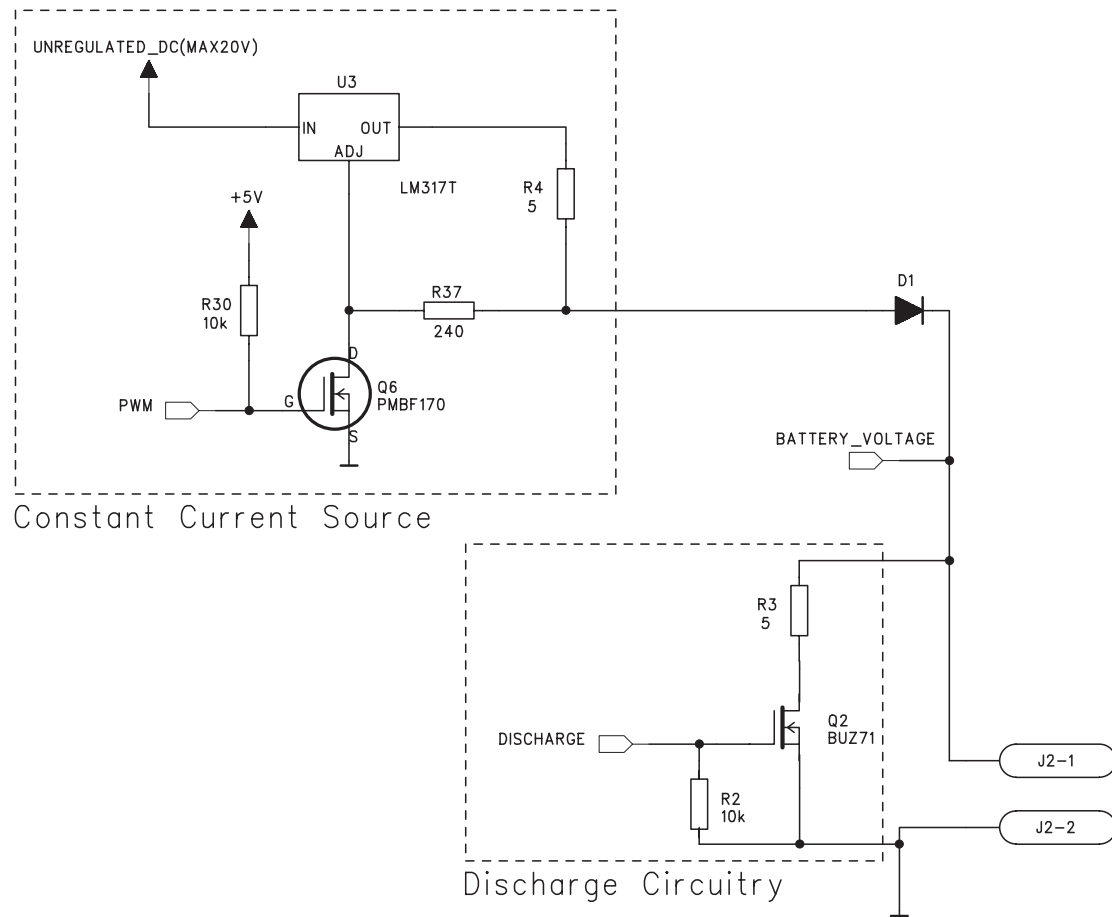 UNREGULATED_DC(MAX20V)
U3
IN
OUT
ADJ
LM317T
R4
5
+5V
R30
10k
R37
240
D1
D
Q6
PMBF170
PWM
G
S
BATTERY_VOLTAGE
Constant Current Source
R3
5
Q2
BUZ71
DISCHARGE
J2-1
R2
10k
J2-2
Discharge Circuitry